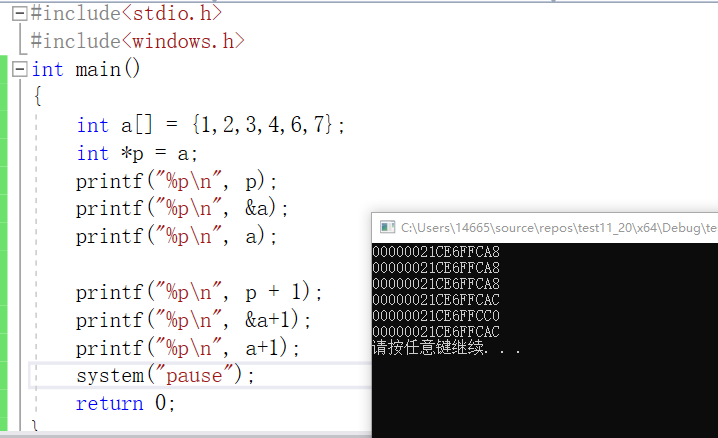 #include<stdio.h>
#include<windows.h>
int main()
{
int a[] = {1,2,3,4,6,7};
int *p = a;
printf("%p\n", p);
printf("%p\n", &a);
printf("%p\n", a);
printf("%p\n", p + 1);
printf("%p\n", &a+1);
printf("%p\n", a+1);
system("pause");
return 0;
}
C:\Users\14665\source\repos\test11_20\x64\Debug\te
00000021CE6FFCA8
00000021CE6FFCA8
00000021CE6FFCA8
00000021CE6FFCAC
00000021CE6FFCC0
00000021CE6FFCAC
请按任意键继续. . .